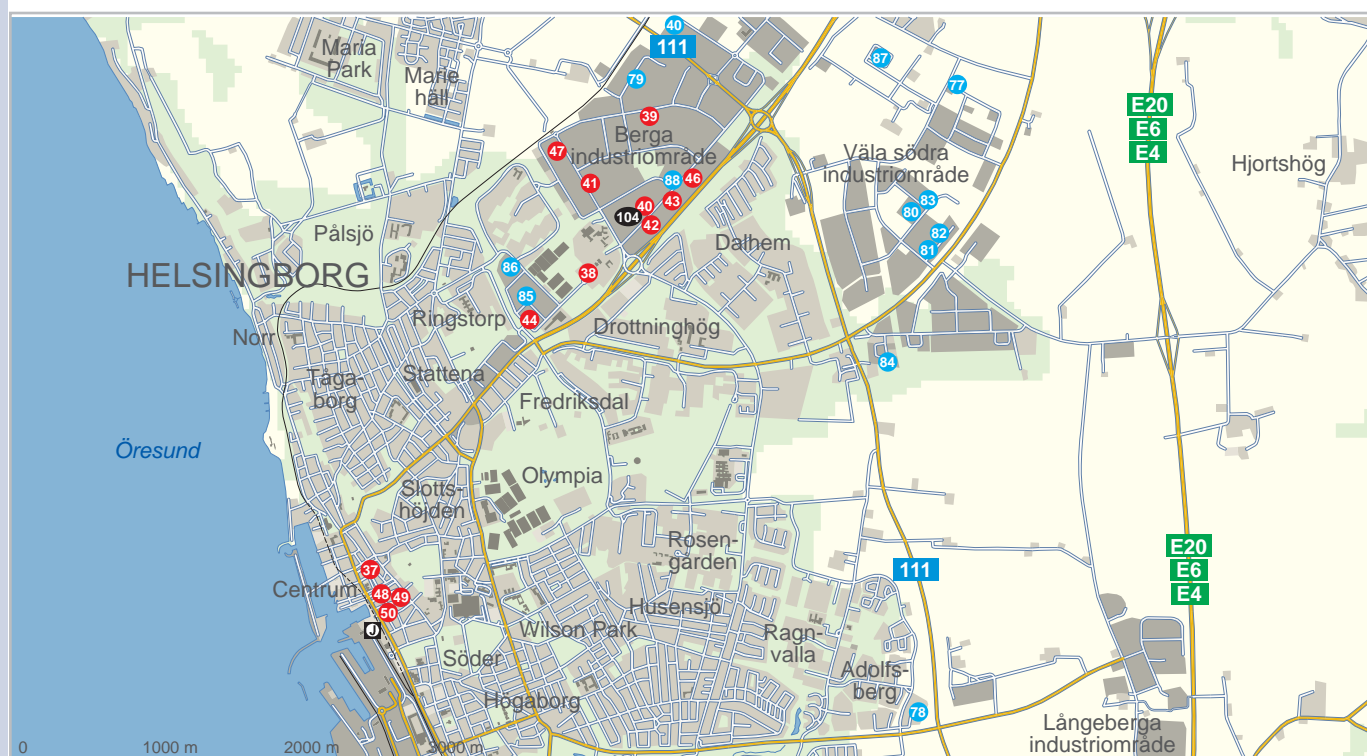 40
111
Maria
Park
Marie
häll
87
79
77
E20
E6
E4
39
Berga
industriområde
47
Väla södra
industriområde
Hjortshög
41
88
46
83
80
40
43
104
42
82
81
Pålsjö
Dalhem
HELSINGBORG
86
38
85
44
Ringstorp
Drottninghög
Norr
84
Tåga-
borg
Stattena
Fredriksdal
Öresund
Olympia
Slotts-
höjden
Rosen-
gården
E20
E6
E4
111
37
Centrum
48
49
50
J
Husensjö
Wilson Park
Ragn-
valla
Söder
Adolfs-
berg
Högaborg
78
Långeberga
industriområde
0
1000 m
2000 m
3000 m